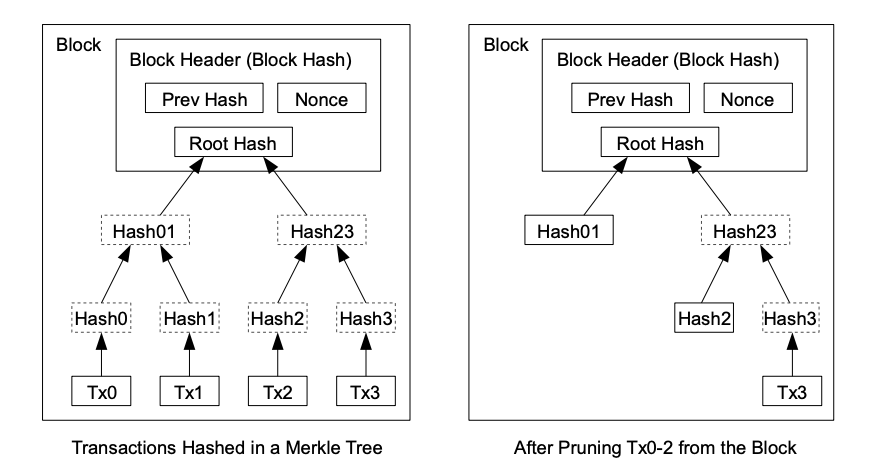 Block
Block Header (Block Hash)
Prev Hash
Nonce
Root Hash
Hash01
Hash23
Hash0
Hash1
Hash2
Hash3
Tx0
Tx1
Tx2
Tx3
Transactions Hashed in a Merkle Tree
Block
Block Header (Block Hash)
Prev Hash
Nonce
Root Hash
Hash01
Hash23
Hash2
Hash3
Tx3
After Pruning Tx0-2 from the Block